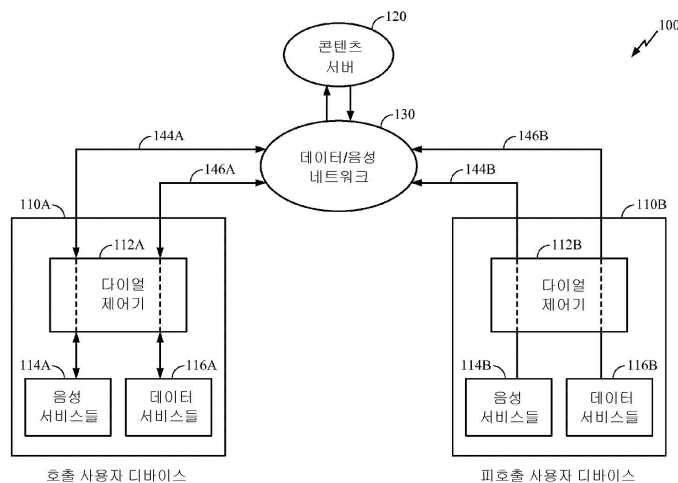 120
100
콘텐츠
서버
130
144A
146B
데이터/음성
네트워크
146A
144B
110A
110B
112A
112B
다이얼
제어기
다이얼
제어기
114A
116A
114B
116B
음성
서비스들
데이터
서비스들
음성
서비스들
데이터
서비스들
호출 사용자 디바이스
피호출 사용자 디바이스